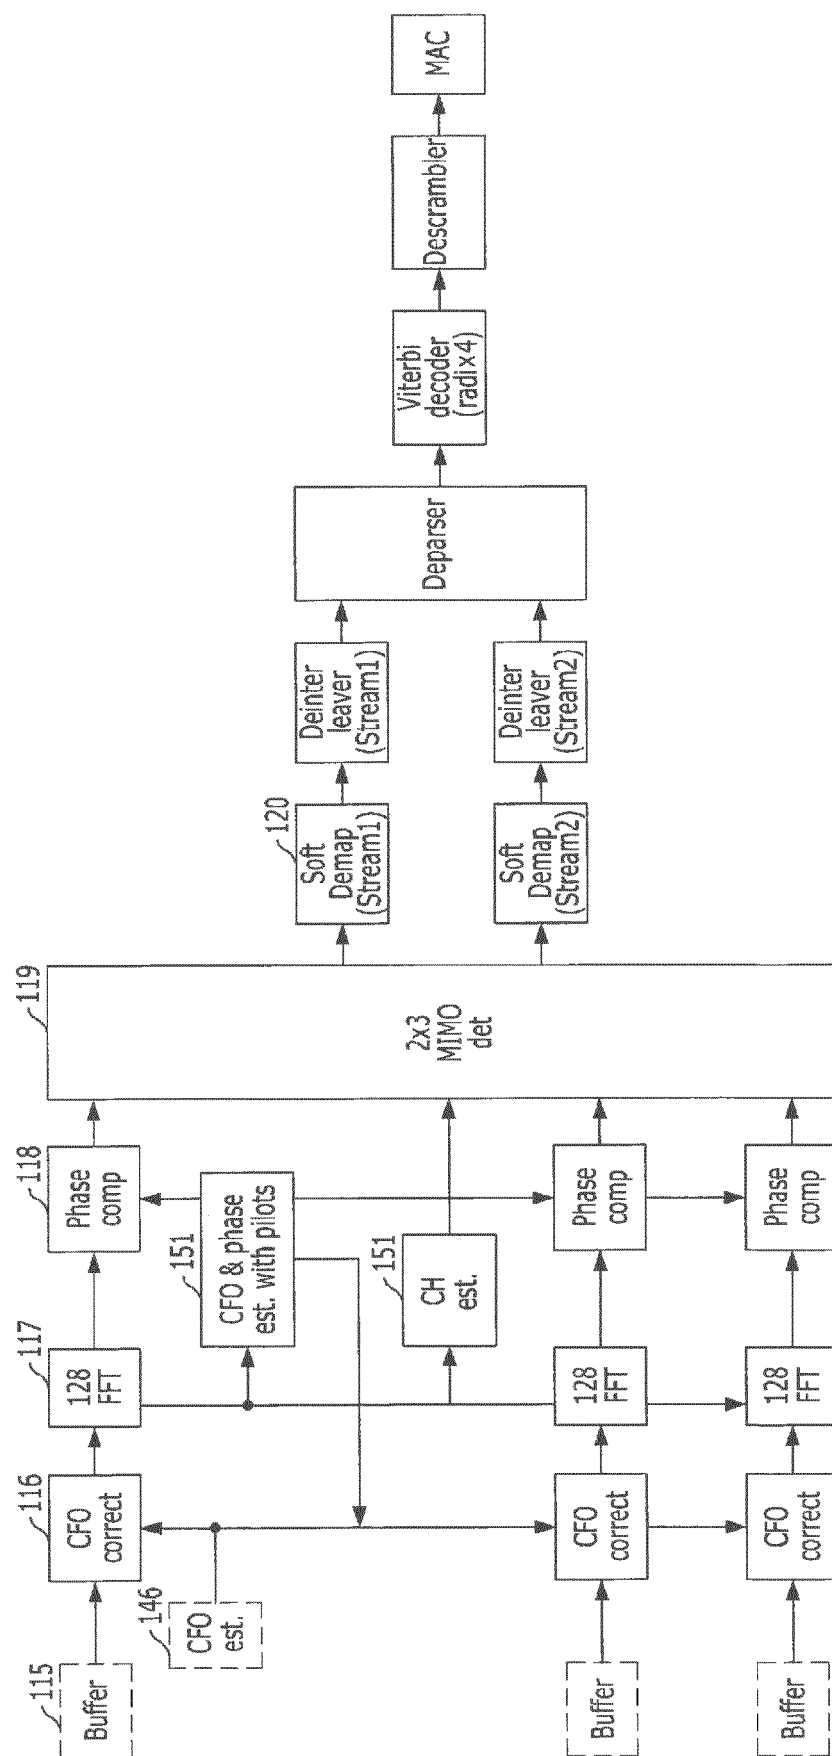 115
Buffer
116
CFO
correct
117
128
FFT
118
Phase
comp
119
2x3
MIMO
det
146
CFO
est.
151
CFO & phase
est. with pilots
151
CH
est.
Buffer
CFO
correct
128
FFT
Phase
comp
Buffer
CFO
correct
128
FFT
Phase
comp
120
Soft
Demap
(Stream1)
Deinter
leaver
(Stream1)
Soft
Demap
(Stream2)
Deinter
leaver
(Stream2)
Deparser
Viterbi
decoder
(radix4)
Descrambler
MAC